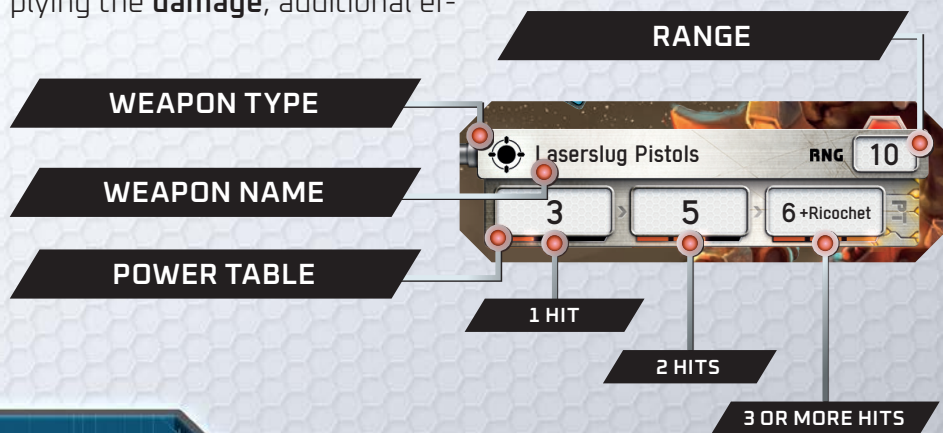 plying the damage, additional ef-
RANGE
WEAPON TYPE
Laserslug Pistols RNG 10
WEAPON NAME
3 5 6 +Ricochet PT
POWER TABLE
1 HIT
2 HITS
3 OR MORE HITS